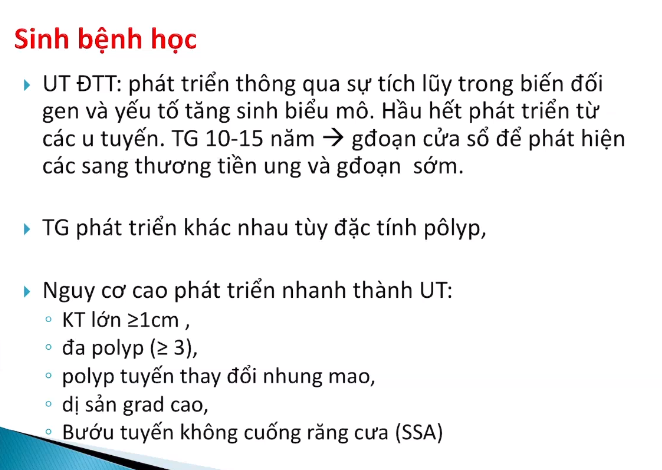 Sinh bệnh học
UT ĐTT: phát triển thông qua sự tích lũy trong biến đối
gen và yếu tố tăng sinh biểu mô. Hầu hết phát triển từ
các u tuyến. TG 10-15 năm → gđoạn cửa sổ để phát hiện
các sang thương tiền ung và gđoạn sớm.
TG phát triển khác nhau tùy đặc tính pôlyp,
Nguy cơ cao phát triển nhanh thành UT:
KT lớn ≥1cm ,
đa polyp (≥ 3),
polyp tuyến thay đổi nhung mao,
dị sản grad cao,
Bướu tuyến không cuống răng cưa (SSA)